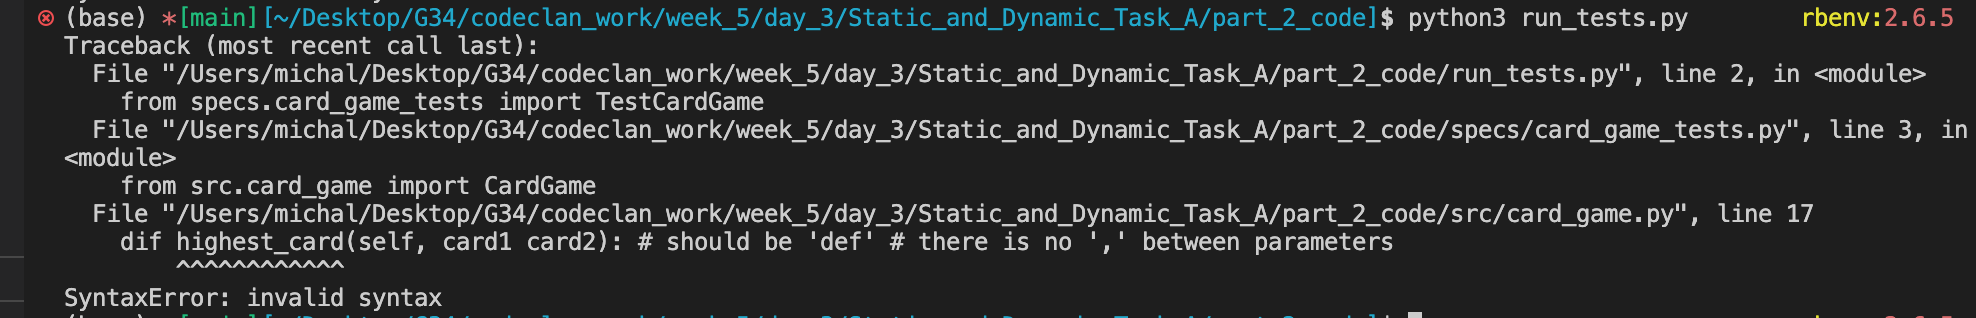 (base) *[main][~/Desktop/G34/codeclan_work/week_5/day_3/Static_and_Dynamic_Task_A/part_2_code]$ python3 run_tests.py rbenv:2.6.5
Traceback (most recent call last):
  File "/Users/michal/Desktop/G34/codeclan_work/week_5/day_3/Static_and_Dynamic_Task_A/part_2_code/run_tests.py", line 2, in <module>
    from specs.card_game_tests import TestCardGame
  File "/Users/michal/Desktop/G34/codeclan_work/week_5/day_3/Static_and_Dynamic_Task_A/part_2_code/specs/card_game_tests.py", line 3, in
<module>
    from src.card_game import CardGame
  File "/Users/michal/Desktop/G34/codeclan_work/week_5/day_3/Static_and_Dynamic_Task_A/part_2_code/src/card_game.py", line 17
    dif highest_card(self, card1 card2): # should be 'def' # there is no ',' between parameters
        ^^^^^^^^^^^^
SyntaxError: invalid syntax